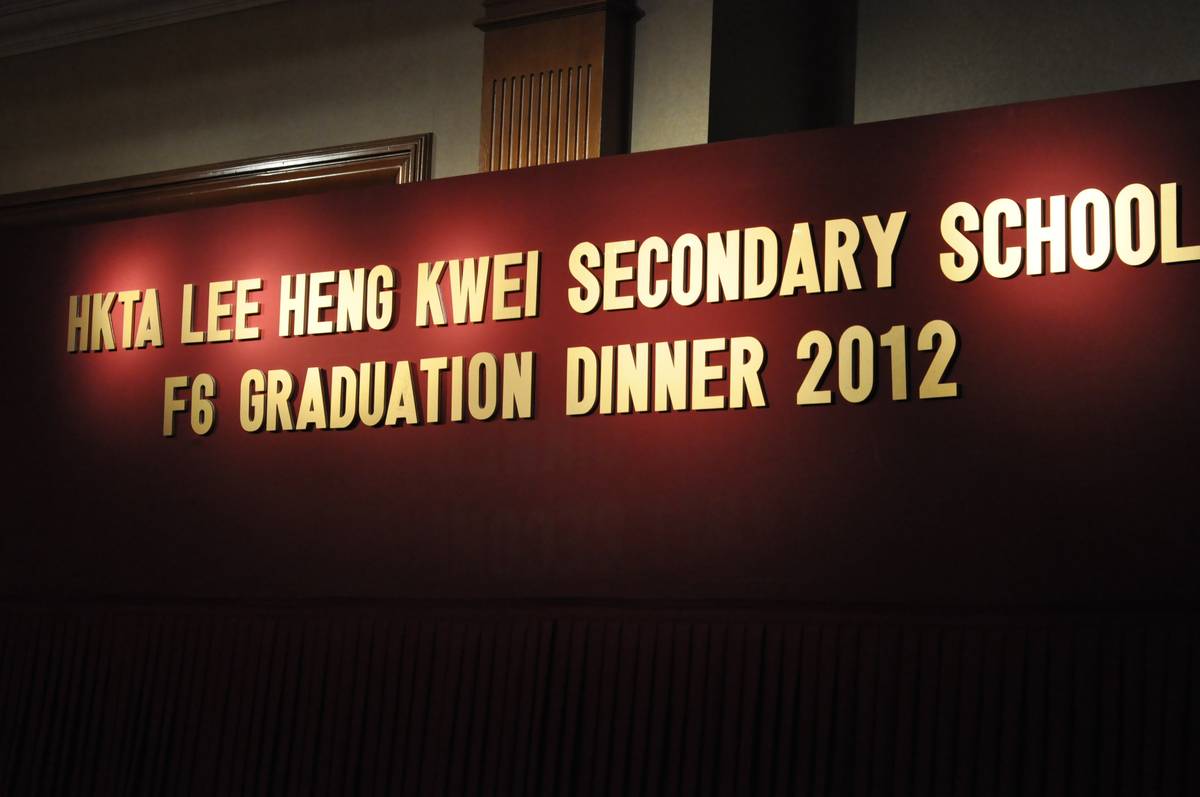 HKTA LEE HENG KWEI SECONDARY SCHOOL
F6 GRADUATION DINNER 2012